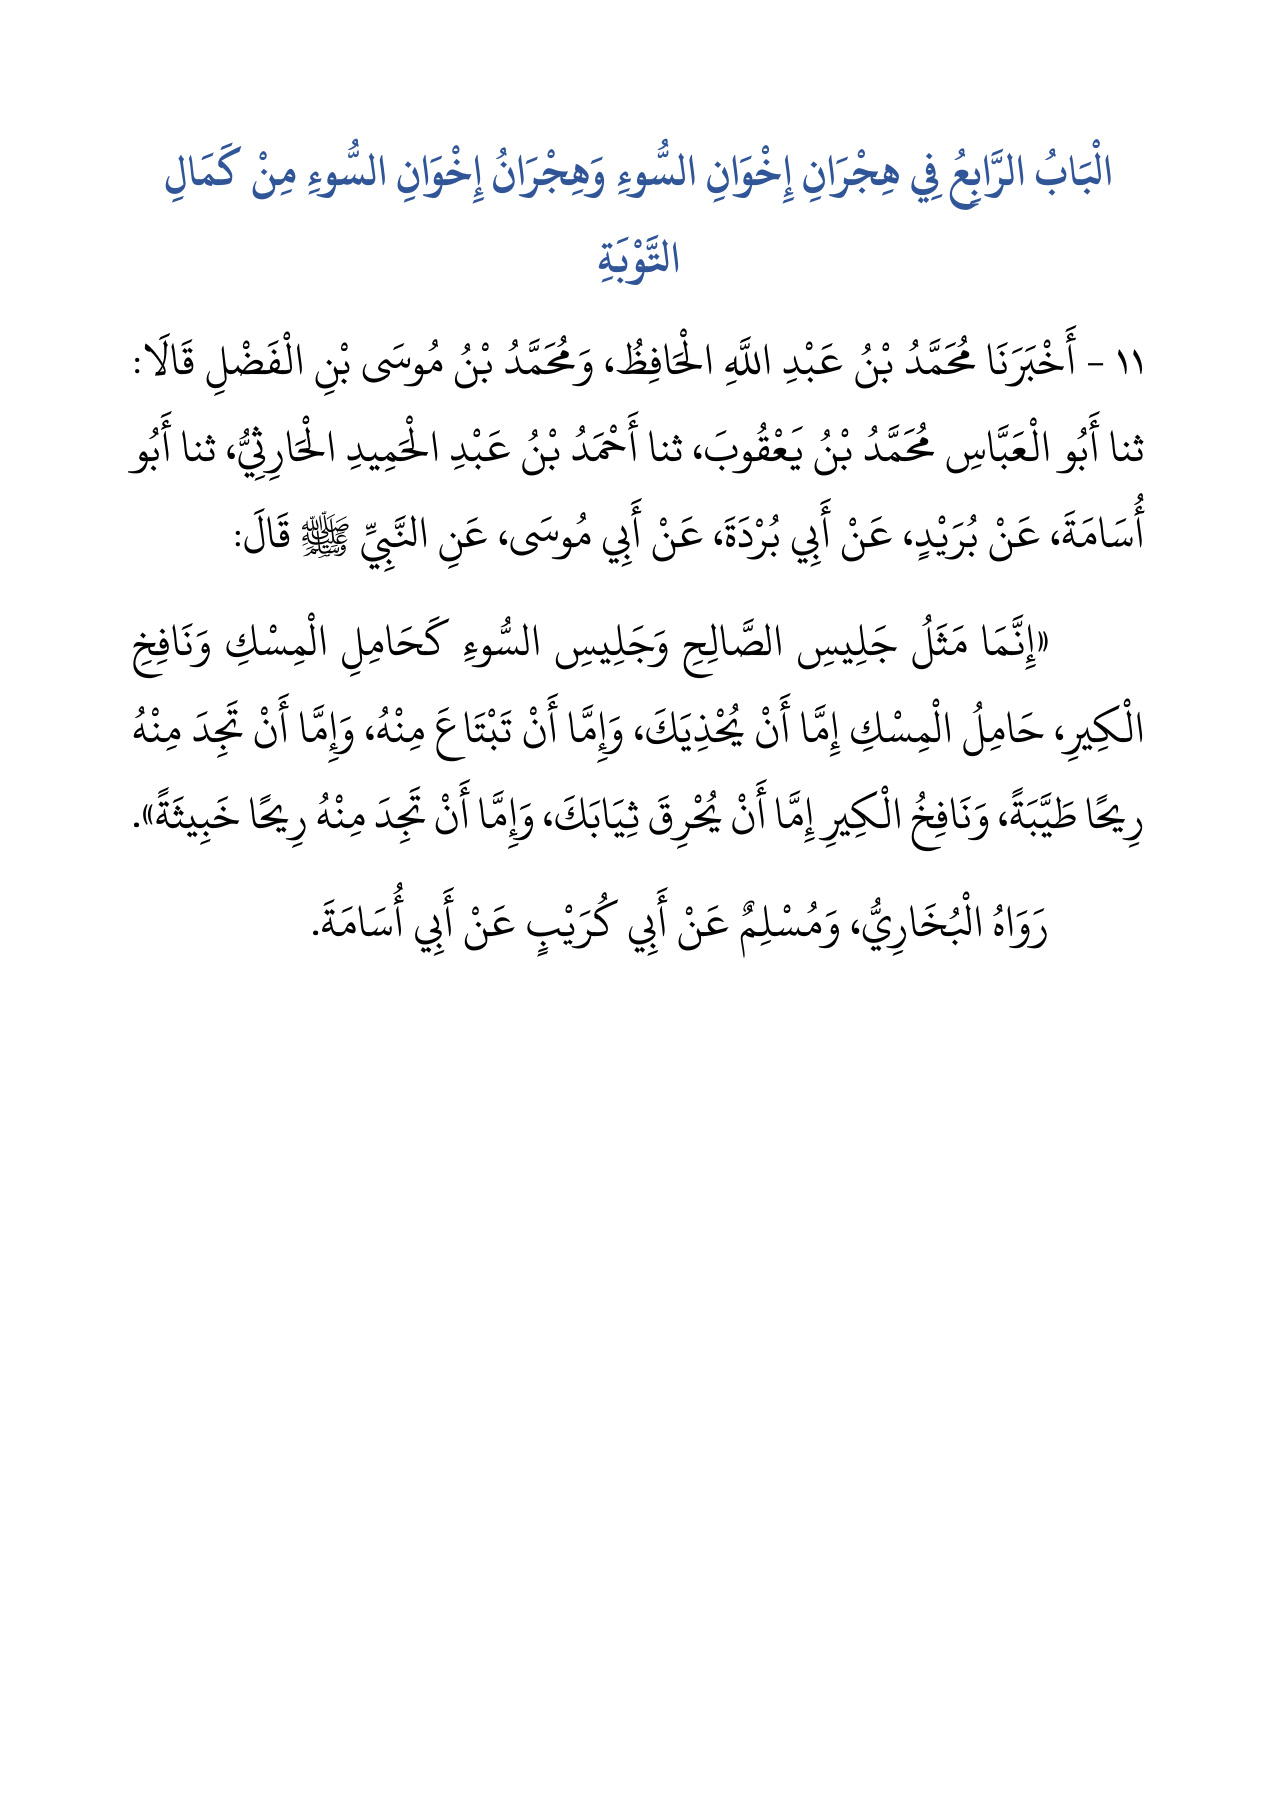 الْبَابُ الرَّابِعُ فِي هِجْرَانِ إِخْوَانِ السُّوءِ وَهِجْرَانُ إِخْوَانِ السُّوءِ مِنْ كَمَالِ
التَّوْبَةِ
١١ - أَخْبَرَنَا مُحَمَّدُ بْنُ عَبْدِ اللَّهِ الْحَافِظُ، وَمُحَمَّدُ بْنُ مُوسَى بْنِ الْفَضْلِ قَالَا:
ثنا أَبُو الْعَبَّاسِ مُحَمَّدُ بْنُ يَعْقُوبَ، ثنا أَحْمَدُ بْنُ عَبْدِ الْحَمِيدِ الْحَارِثِيُّ، ثنا أَبُو
أُسَامَةَ، عَنْ بُرَيْدٍ، عَنْ أَبِي بُرْدَةَ، عَنْ أَبِي مُوسَى، عَنِ النَّبِيِّ ﷺ قَالَ:
«إِنَّمَا مَثَلُ جَلِيسِ الصَّالِحِ وَجَلِيسِ السُّوءِ كَحَامِلِ الْمِسْكِ وَنَافِخِ
الْكِيرِ، حَامِلُ الْمِسْكِ إِمَّا أَنْ يُحْذِيَكَ، وَإِمَّا أَنْ تَبْتَاعَ مِنْهُ، وَإِمَّا أَنْ تَجِدَ مِنْهُ
رِيحًا طَيَّبَةً، وَنَافِخُ الْكِيرِ إِمَّا أَنْ يُحْرِقَ ثِيَابَكَ، وَإِمَّا أَنْ تَجِدَ مِنْهُ رِيحًا خَبِيثَةً».
رَوَاهُ الْبُخَارِيُّ، وَمُسْلِمٌ عَنْ أَبِي كُرَيْبٍ عَنْ أَبِي أُسَامَةَ.